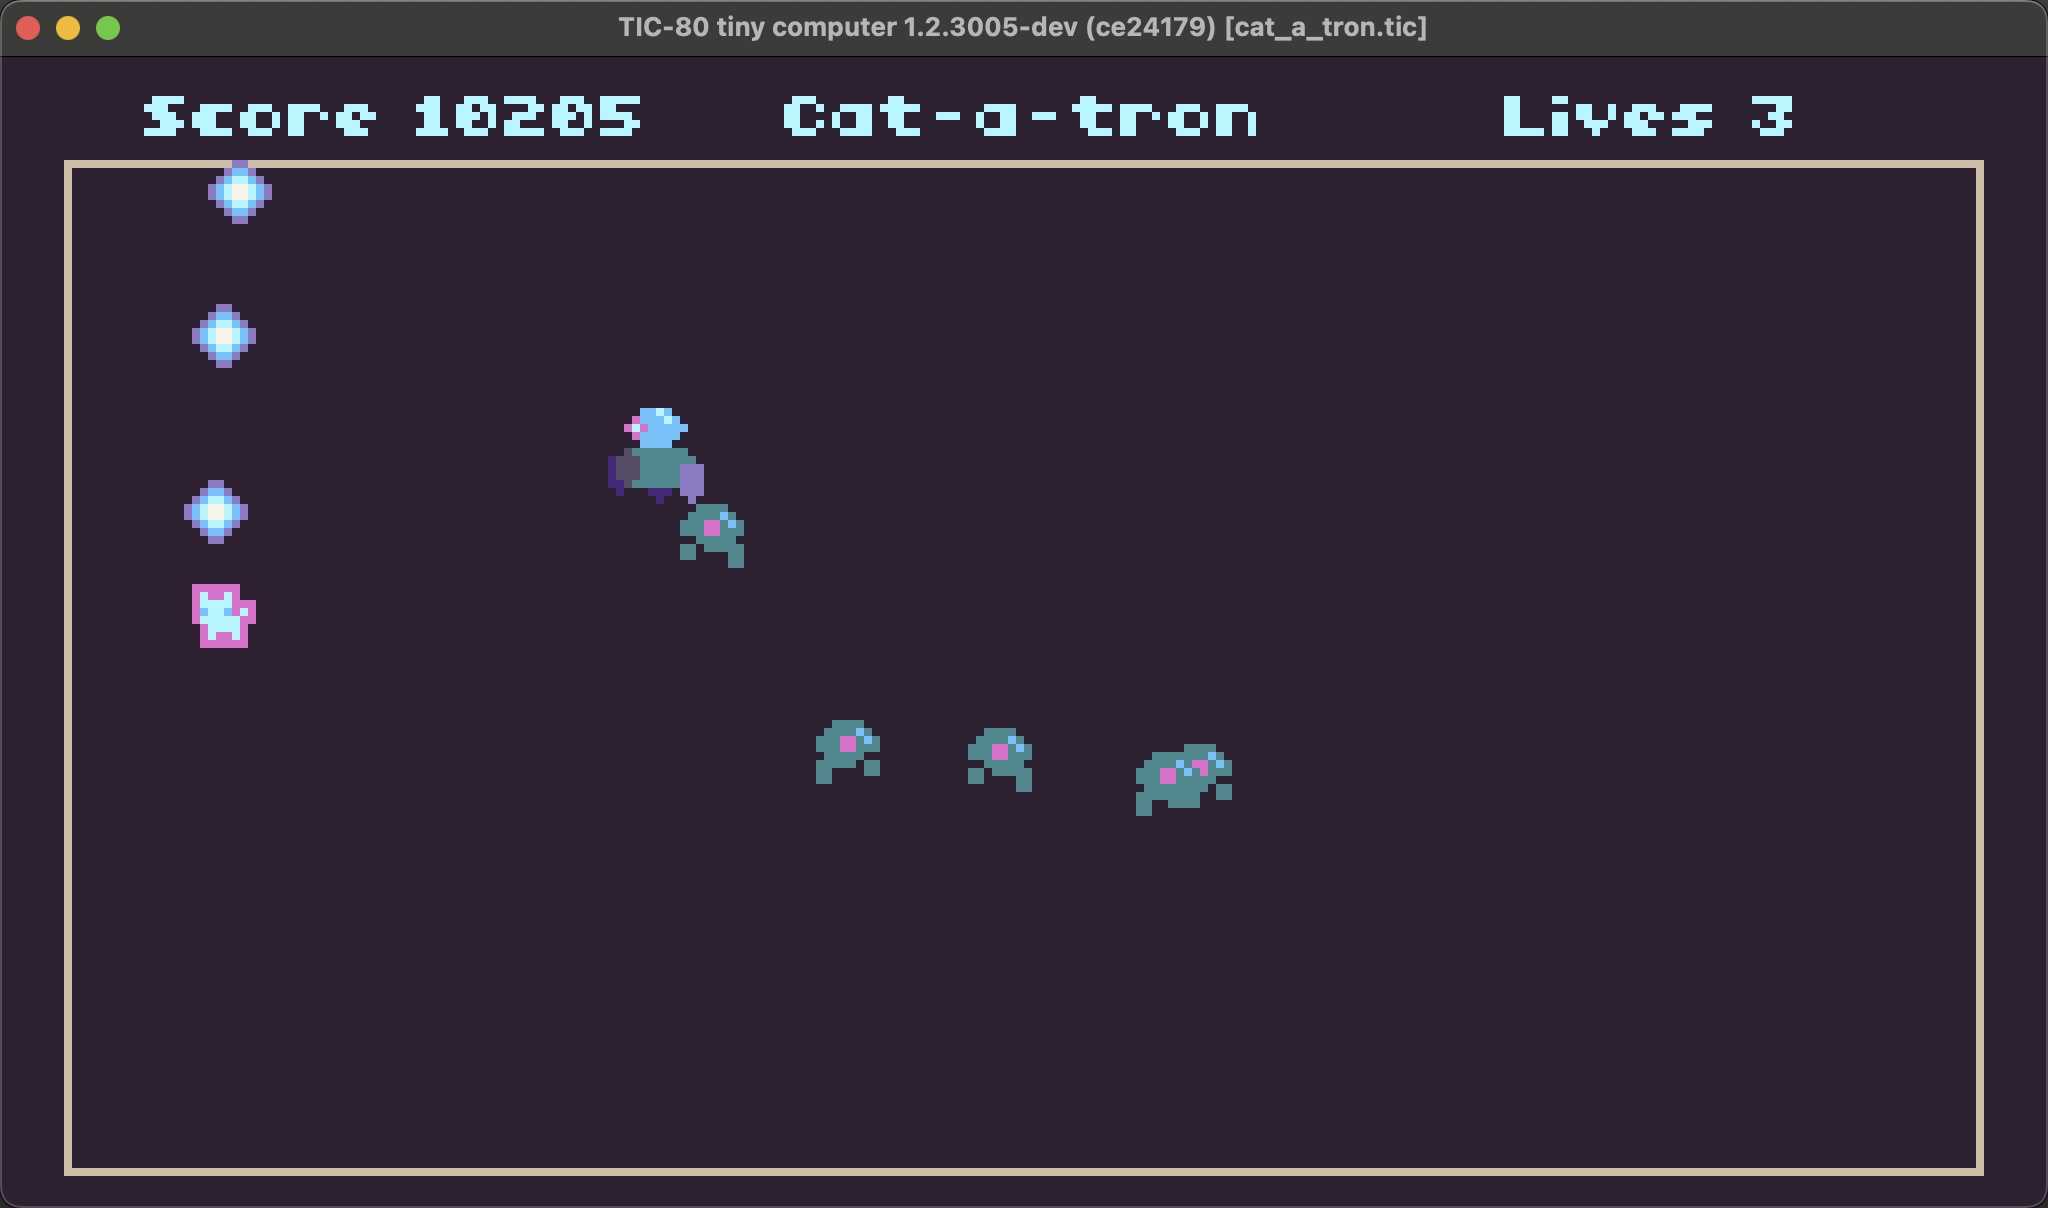 TIC-80 tiny computer 1.2.3005-dev (ce24179) [cat_a_tron.tic]
Score 10205 Cat-a-tron Lives 3